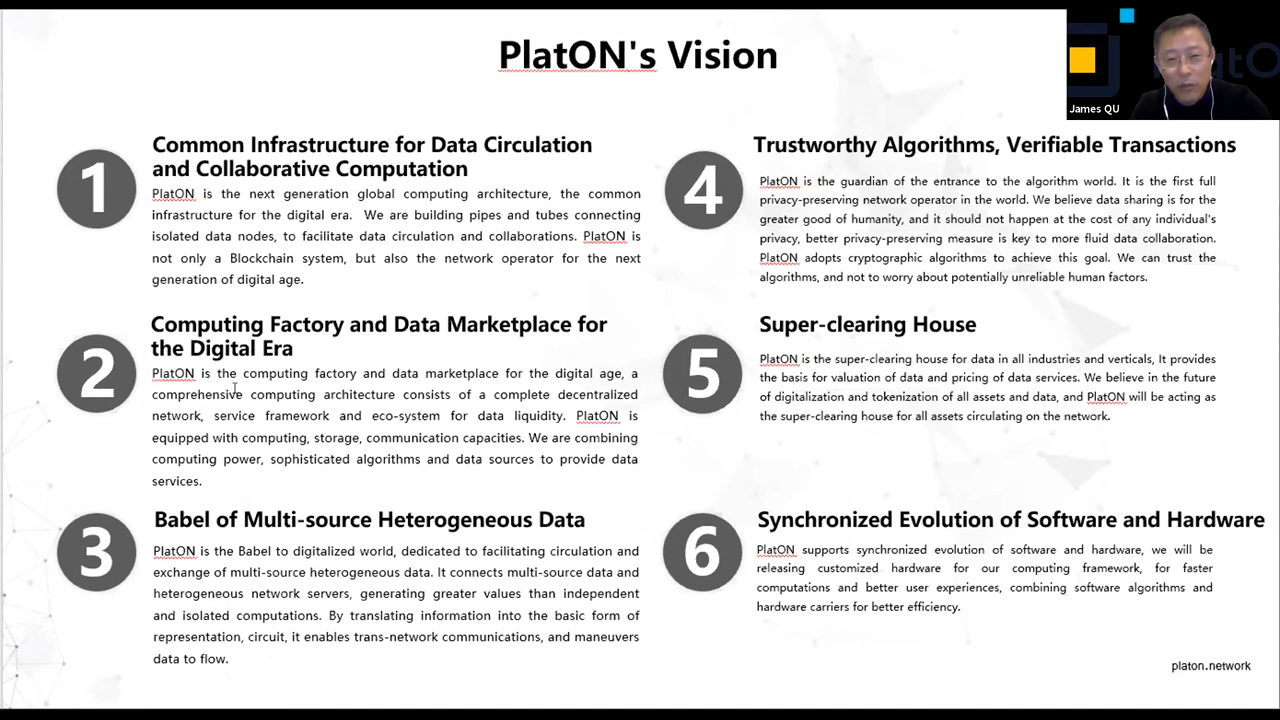 PlatON's Vision
James QU
1
Common Infrastructure for Data Circulation
and Collaborative Computation
PlatON is the next generation global computing architecture, the common
infrastructure for the digital era. We are building pipes and tubes connecting
isolated data nodes, to facilitate data circulation and collaborations. PlatON is
not only a Blockchain system, but also the network operator for the next
generation of digital age.
2
Computing Factory and Data Marketplace for
the Digital Era
PlatON is the computing factory and data marketplace for the digital age, a
comprehensive computing architecture consists of a complete decentralized
network, service framework and eco-system for data liquidity. PlatON is
equipped with computing, storage, communication capacities. We are combining
computing power, sophisticated algorithms and data sources to provide data
services.
3
Babel of Multi-source Heterogeneous Data
PlatON is the Babel to digitalized world, dedicated to facilitating circulation and
exchange of multi-source heterogeneous data. It connects multi-source data and
heterogeneous network servers, generating greater values than independent
and isolated computations. By translating information into the basic form of
representation, circuit, it enables trans-network communications, and maneuvers
data to flow.
4
Trustworthy Algorithms, Verifiable Transactions
PlatON is the guardian of the entrance to the algorithm world. It is the first full
privacy-preserving network operator in the world. We believe data sharing is for the
greater good of humanity, and it should not happen at the cost of any individual's
privacy, better privacy-preserving measure is key to more fluid data collaboration.
PlatON adopts cryptographic algorithms to achieve this goal. We can trust the
algorithms, and not to worry about potentially unreliable human factors.
5
Super-clearing House
PlatON is the super-clearing house for data in all industries and verticals, It provides
the basis for valuation of data and pricing of data services. We believe in the future
of digitalization and tokenization of all assets and data, and PlatON will be acting as
the super-clearing house for all assets circulating on the network.
6
Synchronized Evolution of Software and Hardware
PlatON supports synchronized evolution of software and hardware, we will be
releasing customized hardware for our computing framework, for faster
computations and better user experiences, combining software algorithms and
hardware carriers for better efficiency.
platon.network